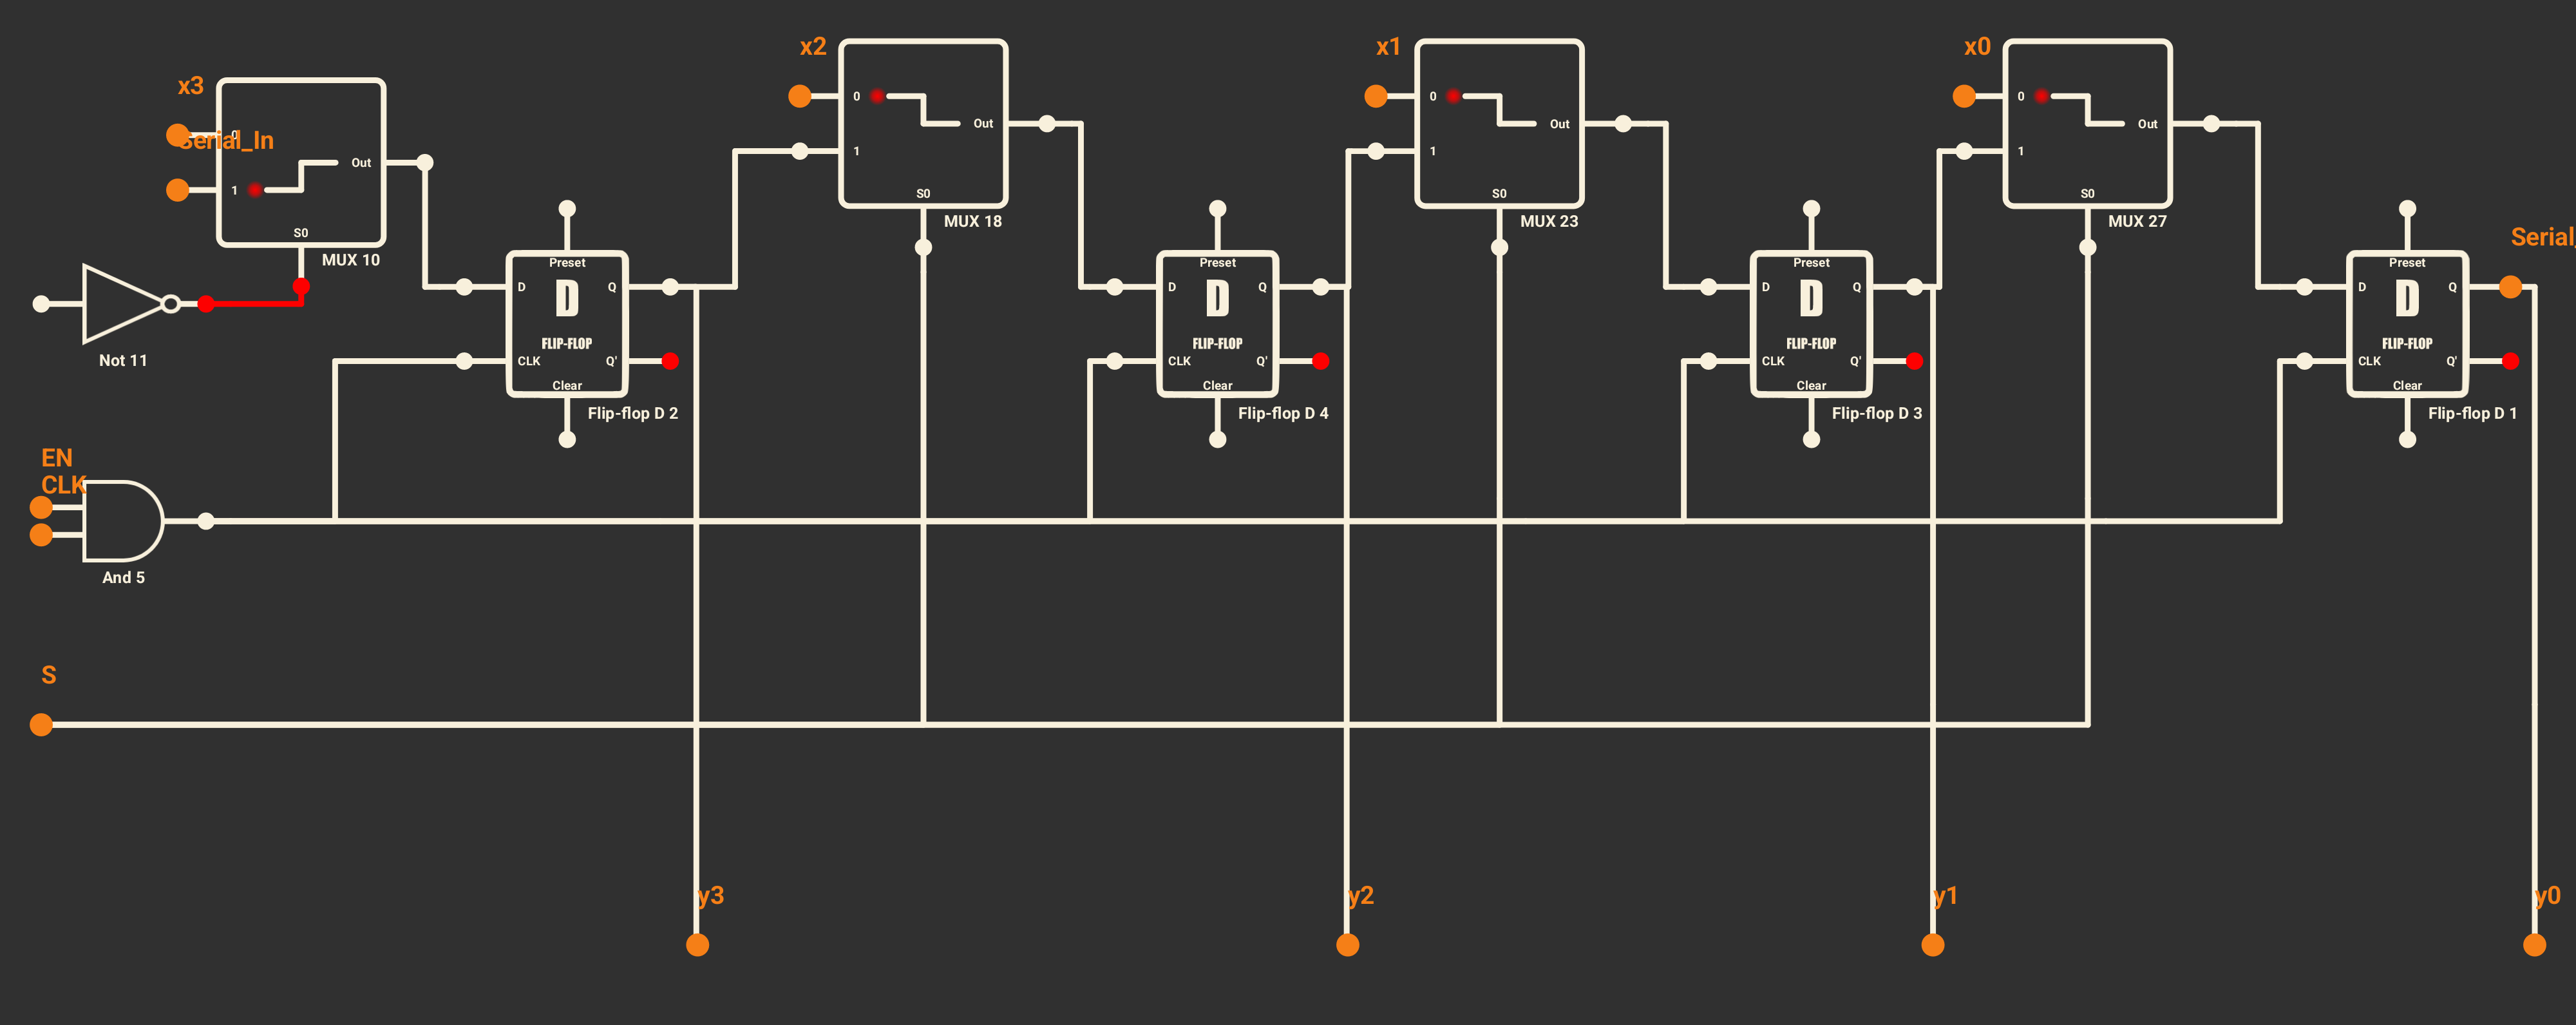 x3
Serial_In
0
1
Out
S0
MUX 10
Not 11
EN
CLK
And 5
S
Preset
D
D
Q
FLIP-FLOP
CLK
Q'
Clear
Flip-flop D 2
x2
0
1
Out
S0
MUX 18
Preset
D
D
Q
FLIP-FLOP
CLK
Q'
Clear
Flip-flop D 4
x1
0
1
Out
S0
MUX 23
Preset
D
D
Q
FLIP-FLOP
CLK
Q'
Clear
Flip-flop D 3
x0
0
1
Out
S0
MUX 27
Preset
D
D
Q
FLIP-FLOP
CLK
Q'
Clear
Flip-flop D 1
Serial_
y3
y2
y1
y0